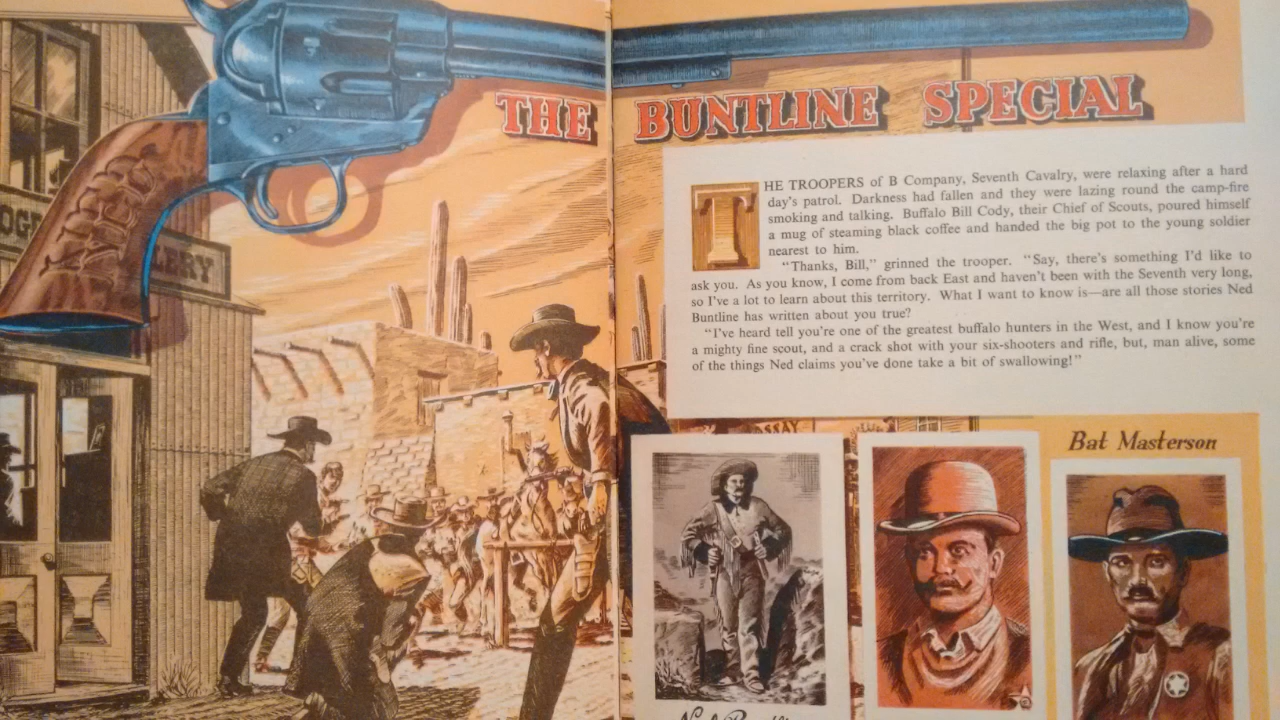 THE BUNTLINE SPECIAL
THE TROOPERS of B Company, Seventh Cavalry, were relaxing after a hard
day's patrol. Darkness had fallen and they were lazing round the camp-fire
smoking and talking. Buffalo Bill Cody, their Chief of Scouts, poured himself
a mug of steaming black coffee and handed the big pot to the young soldier
nearest to him.
"Thanks, Bill," grinned the trooper. "Say, there's something I'd like to
ask you. As you know, I come from back East and haven't been with the Seventh very long,
so I've a lot to learn about this territory. What I want to know is—are all those stories Ned
Buntline has written about you true?
"I've heard tell you're one of the greatest buffalo hunters in the West, and I know you're
a mighty fine scout, and a crack shot with your six-shooters and rifle, but, man alive, some
of the things Ned claims you've done take a bit of swallowing!"
NED
Bat Masterson